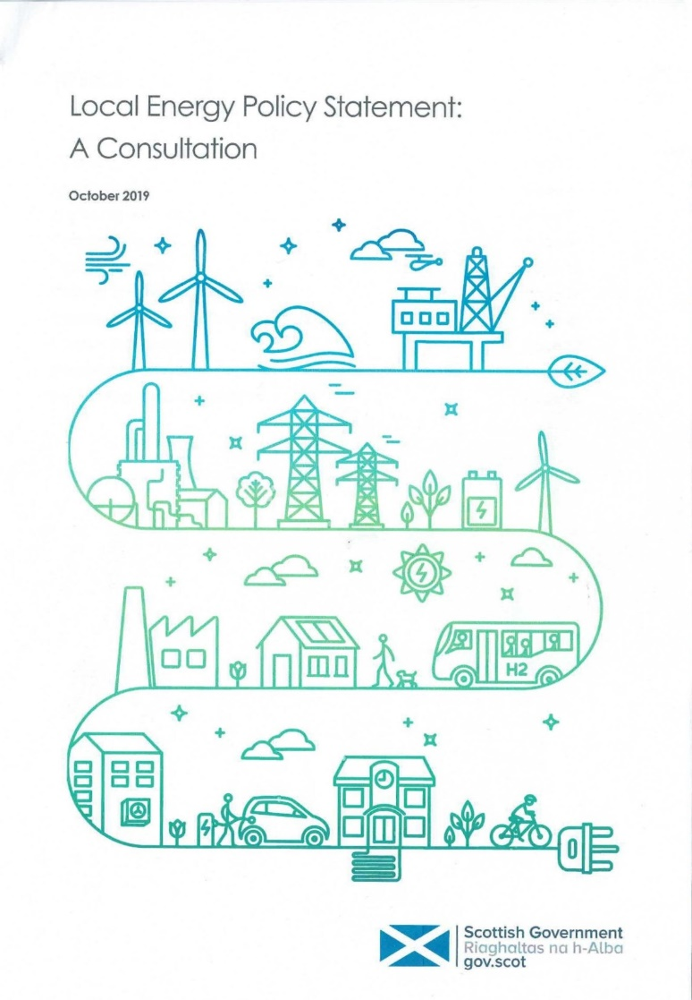 Local Energy Policy Statement:
A Consultation
October 2019
H2
Scottish Government
Riaghaltas na h-Alba
gov.scot